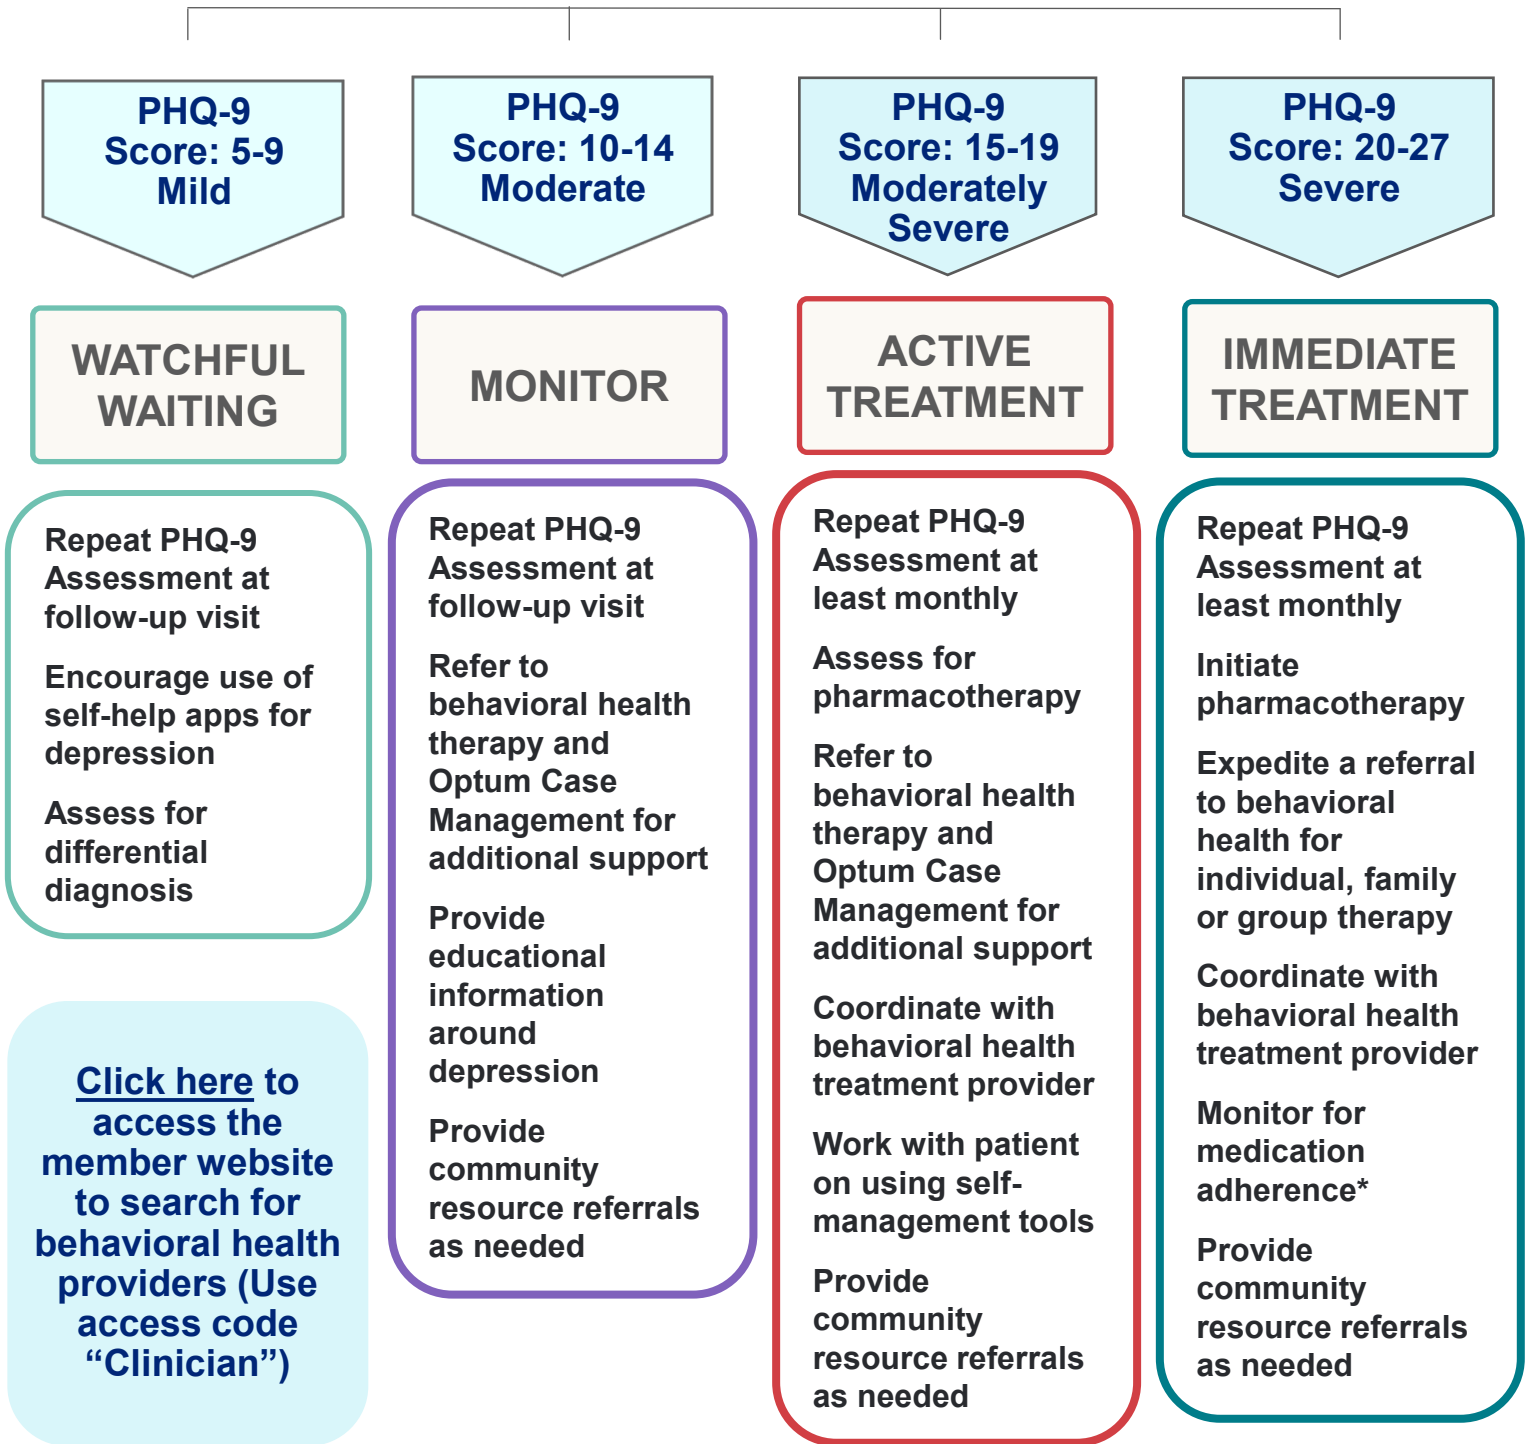 PHQ-9
Score: 5-9
Mild
PHQ-9
Score: 10-14
Moderate
PHQ-9
Score: 15-19
Moderately
Severe
PHQ-9
Score: 20-27
Severe
WATCHFUL
WAITING
MONITOR
ACTIVE
TREATMENT
IMMEDIATE
TREATMENT
Repeat PHQ-9
Assessment at
follow-up visit
Encourage use of
self-help apps for
depression
Assess for
differential
diagnosis
Click here to
access the
member website
to search for
behavioral health
providers (Use
access code
“Clinician”)
Repeat PHQ-9
Assessment at
follow-up visit
Refer to
behavioral health
therapy and
Optum Case
Management for
additional support
Provide
educational
information
around
depression
Provide
community
resource referrals
as needed
Repeat PHQ-9
Assessment at
least monthly
Assess for
pharmacotherapy
Refer to
behavioral health
therapy and
Optum Case
Management for
additional support
Coordinate with
behavioral health
treatment provider
Work with patient
on using self-
management tools
Provide
community
resource referrals
as needed
Repeat PHQ-9
Assessment at
least monthly
Initiate
pharmacotherapy
Expedite a referral
to behavioral
health for
individual, family
or group therapy
Coordinate with
behavioral health
treatment provider
Monitor for
medication
adherence*
Provide
community
resource referrals
as needed